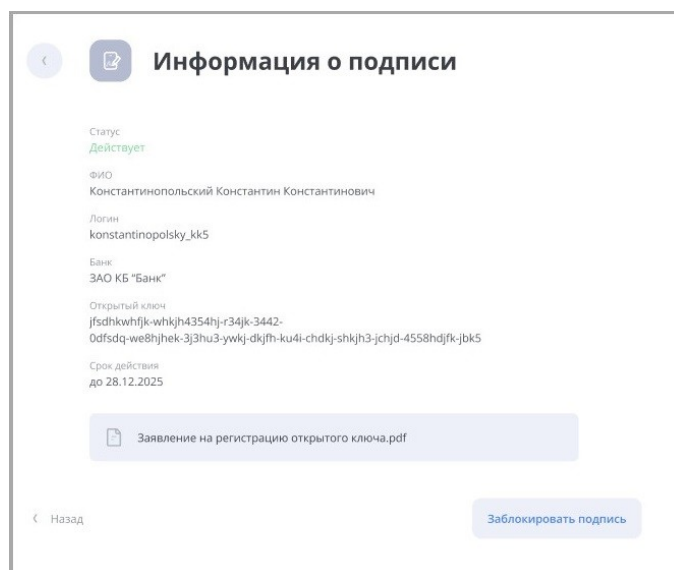 Информация о подписи
Статус
Действует
ФИО
Константинопольский Константин Константинович
Логин
konstantinopolsky_kk5
Банк
ЗАО КБ "Банк"
Открытый ключ
jfsdhkwhfjk-whkjh4354hj-r34jk-3442-
0dfsdq-we8hjhek-3j3hu3-ywkj-dkjfh-ku4i-chdkj-shkjh3-jchjd-4558hdjfk-jbk5
Срок действия
до 28.12.2025
Заявление на регистрацию открытого ключа.pdf
Назад
Заблокировать подпись